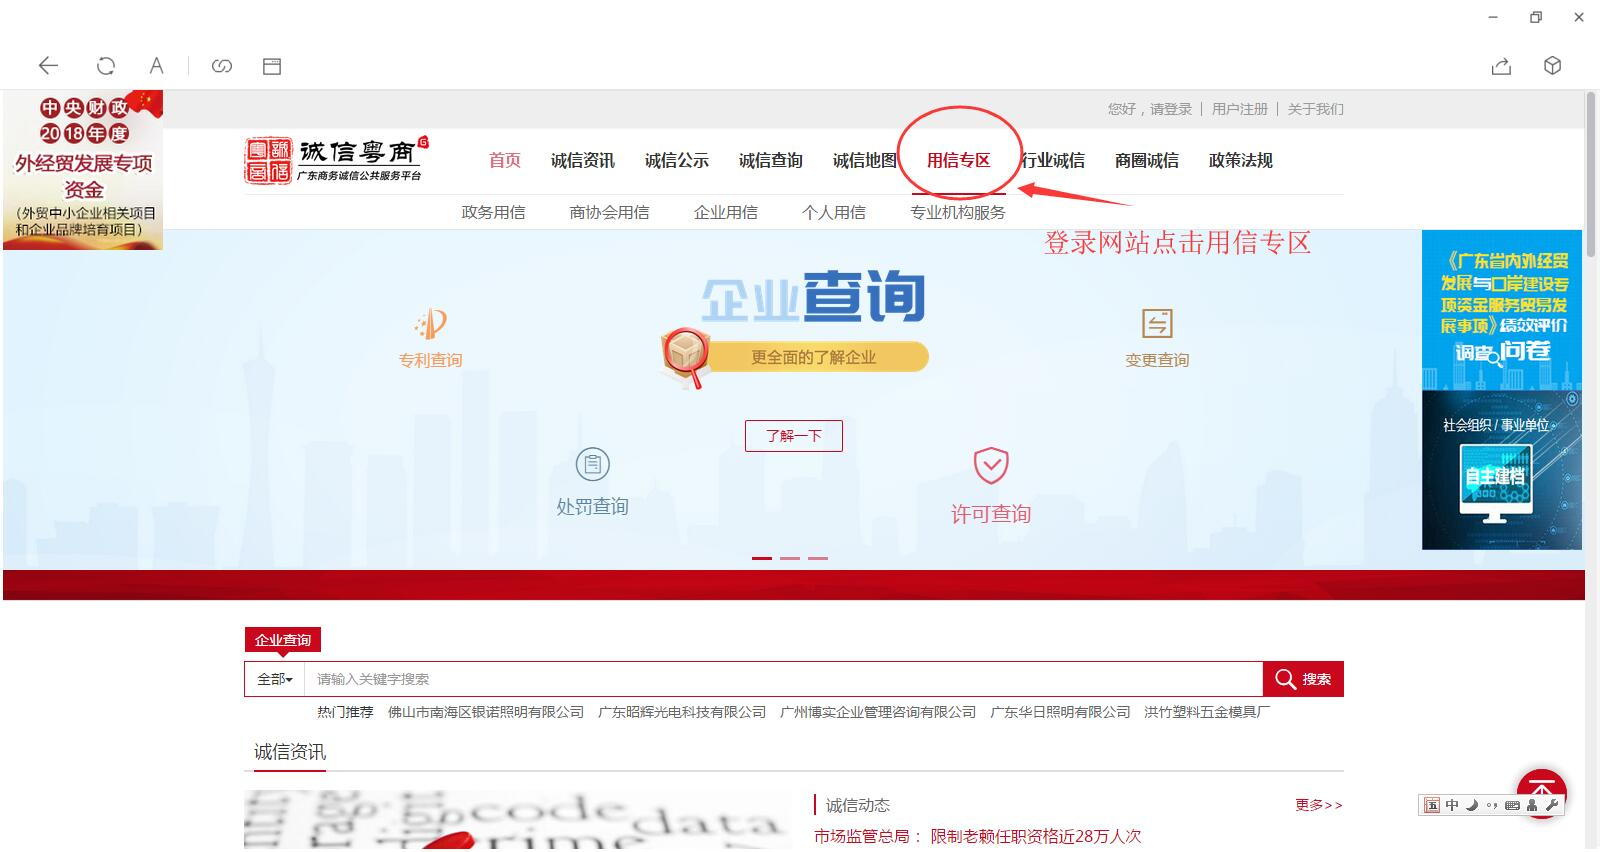 中央财政
2018年度
外经贸发展专项
资金
（外贸中小企业相关项目
和企业品牌培育项目）
您好，请登录 | 用户注册 | 关于我们
诚信粤商
广东商务诚信公共服务平台
首页 诚信资讯 诚信公示 诚信查询 诚信地图 用信专区 行业诚信 商圈诚信 政策法规
政务用信 商协会用信 企业用信 个人用信 专业机构服务
登录网站点击用信专区
企业查询
更全面的了解企业
专利查询
变更查询
了解一下
处罚查询
许可查询
《广东省内外经贸
发展与口岸建设专
项资金服务贸易发
展事项》绩效评价
调查问卷
社会组织 / 事业单位
自主建档
企业查询
全部 请输入关键字搜索 搜索
热门推荐 佛山市南海区银诺照明有限公司 广东昭辉光电科技有限公司 广州博实企业管理咨询有限公司 广东华日照明有限公司 洪竹塑料五金模具厂
诚信资讯
code
data
rime
诚信动态 更多>>
市场监管总局： 限制老赖任职资格近28万人次
五 中